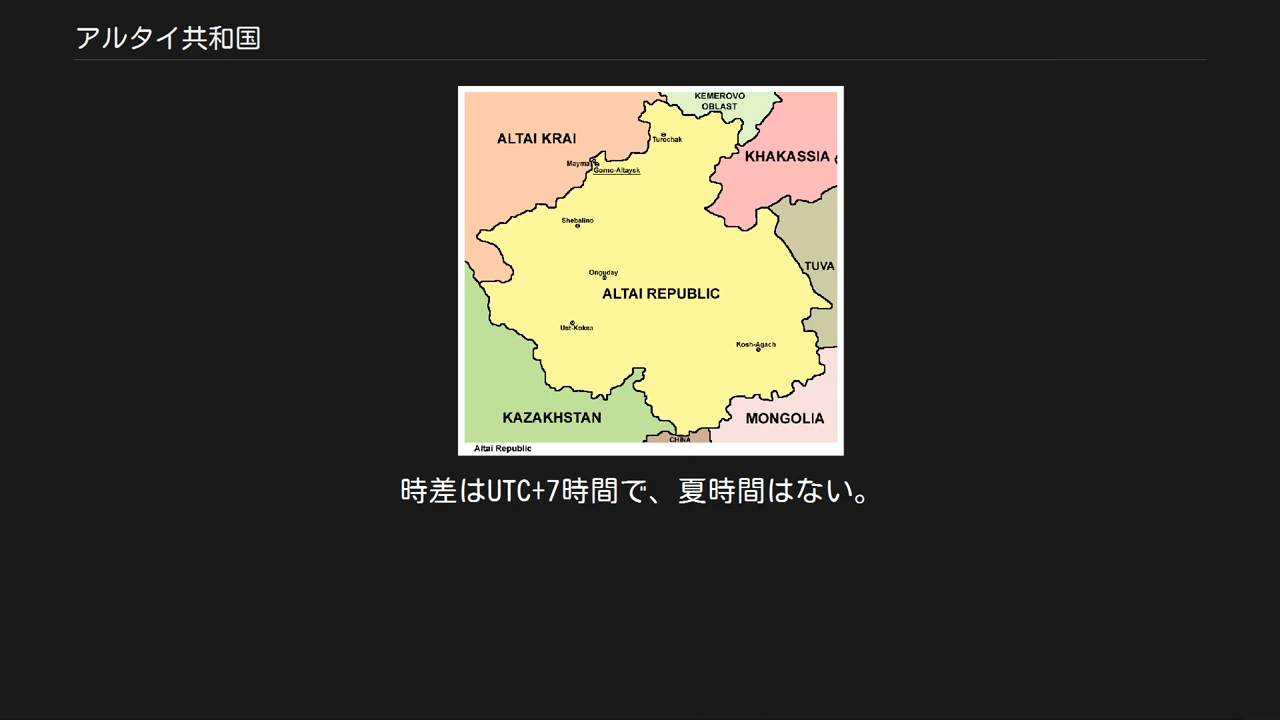 アルタイ共和国
KEMEROVO
OBLAST
ALTAI KRAI
Turochak
KHAKASSIA
Mayma
Gorno-Altaysk
Shebalino
TUVA
Onguday
ALTAI REPUBLIC
Ust-Koksa
Kosh-Agach
KAZAKHSTAN
MONGOLIA
CHINA
Altai Republic
時差はUTC+7時間で、夏時間はない。